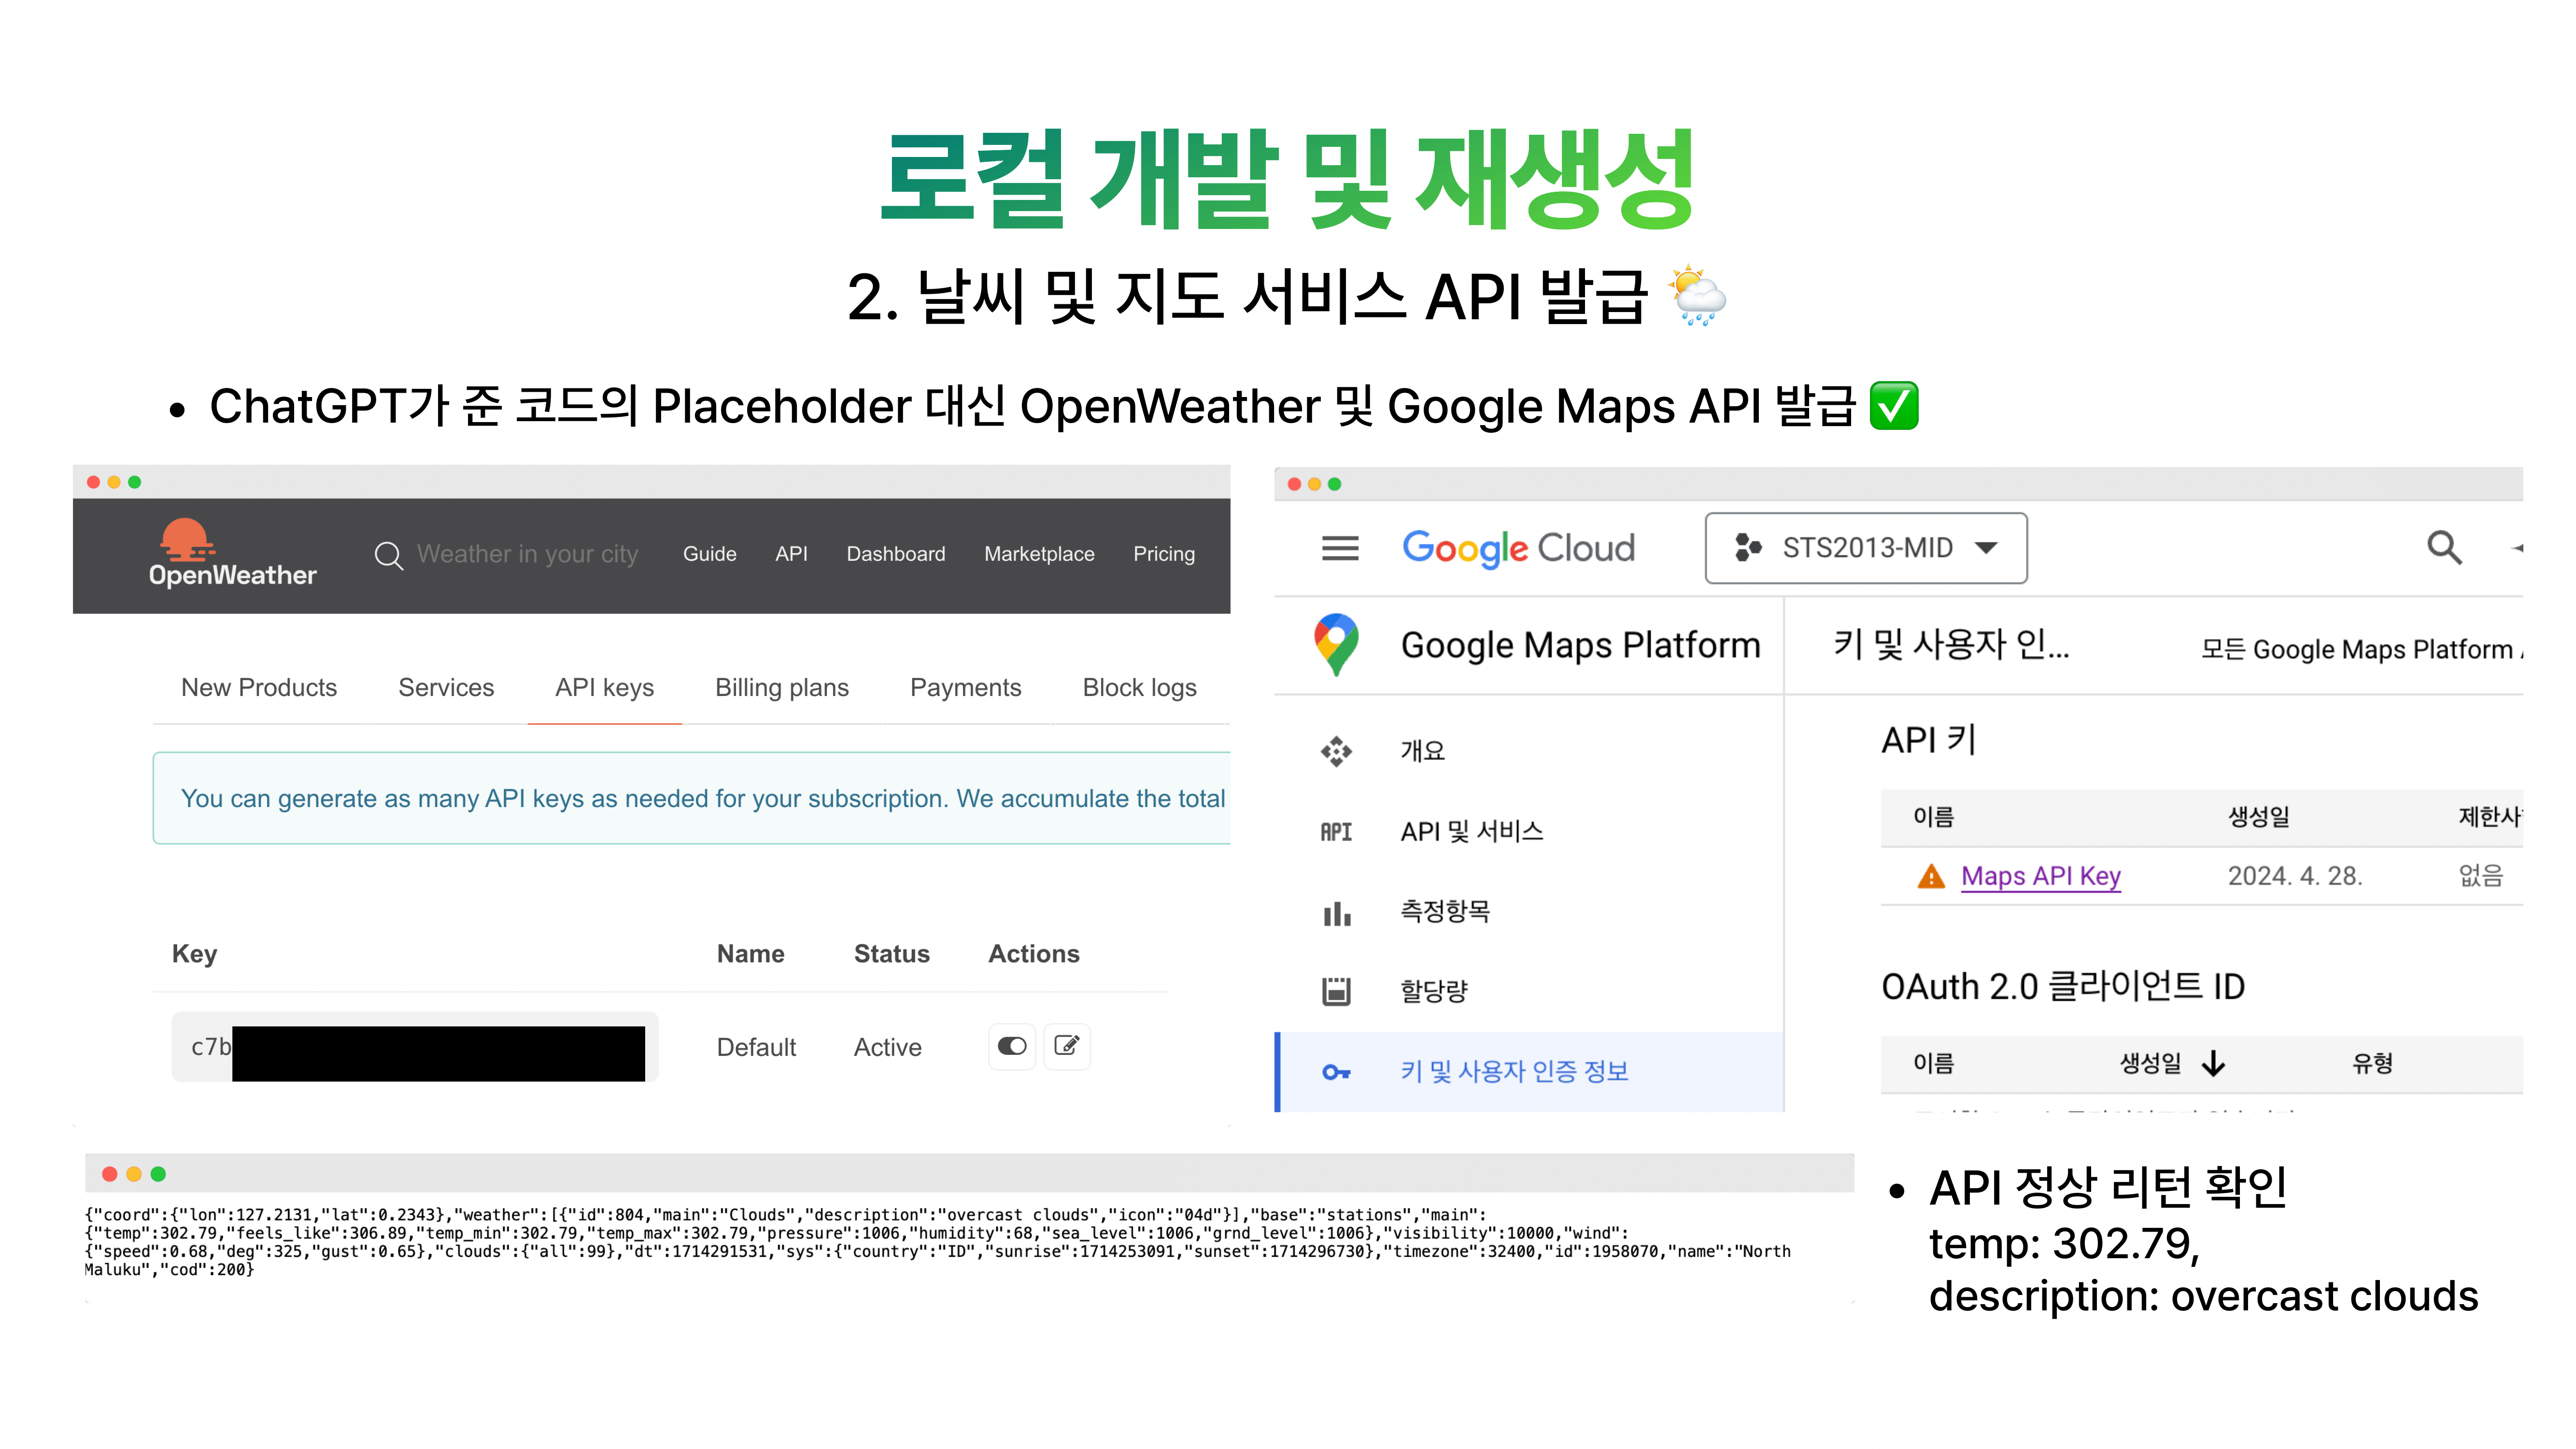 로컬 개발 및 재생성
2. 날씨 및 지도 서비스 API 발급 🌦️
• ChatGPT가 준 코드의 Placeholder 대신 OpenWeather 및 Google Maps API 발급 ✅
OpenWeather
Weather in your city
Guide
API
Dashboard
Marketplace
Pricing
New Products
Services
API keys
Billing plans
Payments
Block logs
You can generate as many API keys as needed for your subscription. We accumulate the total
Key Name Status Actions
c7b Default Active
Google Cloud
STS2013-MID
Google Maps Platform
키 및 사용자 인...
모든 Google Maps Platform
개요
API 및 서비스
측정항목
할당량
키 및 사용자 인증 정보
API 키
이름 생성일 제한사
Maps API Key 2024. 4. 28. 없음
OAuth 2.0 클라이언트 ID
이름 생성일 유형
{"coord":{"lon":127.2131,"lat":0.2343},"weather":[{"id":804,"main":"Clouds","description":"overcast clouds","icon":"04d"}],"base":"stations","main":
{"temp":302.79,"feels_like":306.89,"temp_min":302.79,"temp_max":302.79,"pressure":1006,"humidity":68,"sea_level":1006,"grnd_level":1006},"visibility":10000,"wind":
{"speed":0.68,"deg":325,"gust":0.65},"clouds":{"all":99},"dt":1714291531,"sys":{"country":"ID","sunrise":1714253091,"sunset":1714296730},"timezone":32400,"id":1958070,"name":"North
Maluku","cod":200}
• API 정상 리턴 확인
temp: 302.79,
description: overcast clouds